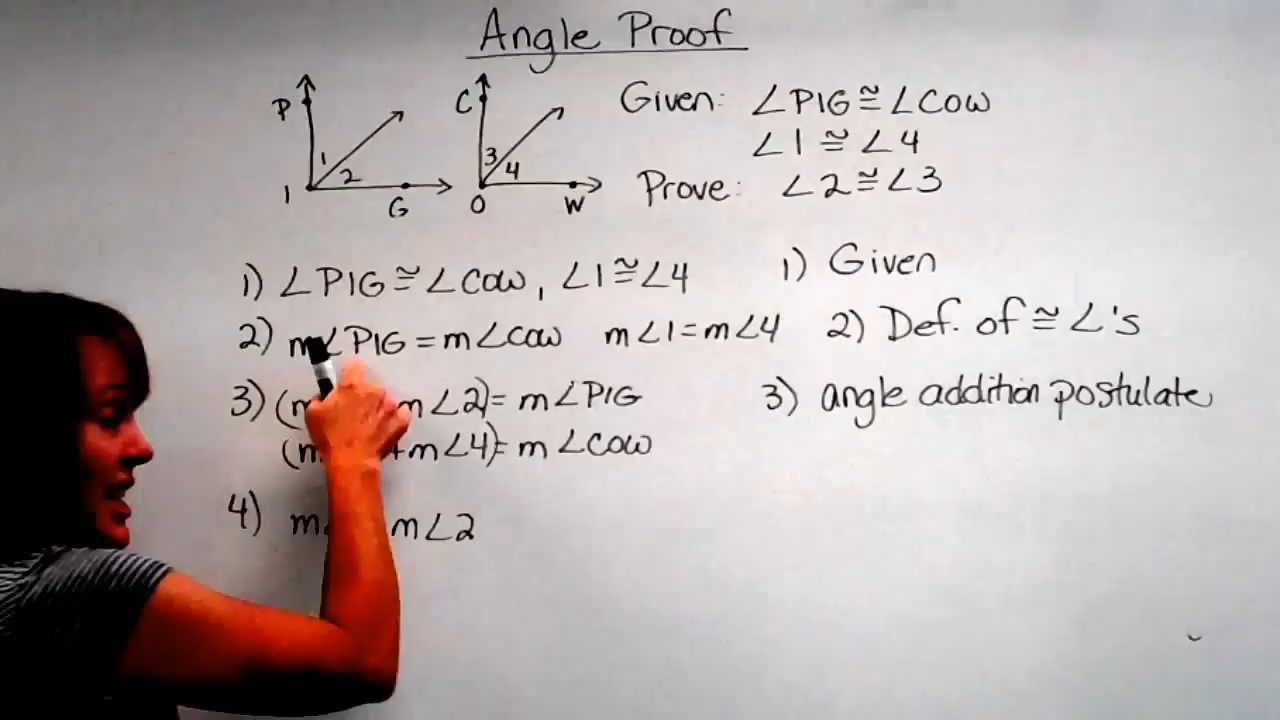 Angle Proof
P 1 2 I G
C 3 4 O W
Given: ∠PIG ≅ ∠COW
∠1 ≅ ∠4
Prove: ∠2 ≅ ∠3
1) ∠PIG ≅ ∠COW, ∠1 ≅ ∠4 1) Given
2) m∠PIG = m∠COW m∠1 = m∠4 2) Def. of ≅ ∠'s
3) (m m∠2) = m∠PIG 3) angle addition postulate
(m +m∠4) = m∠COW
4) m∠ m∠2